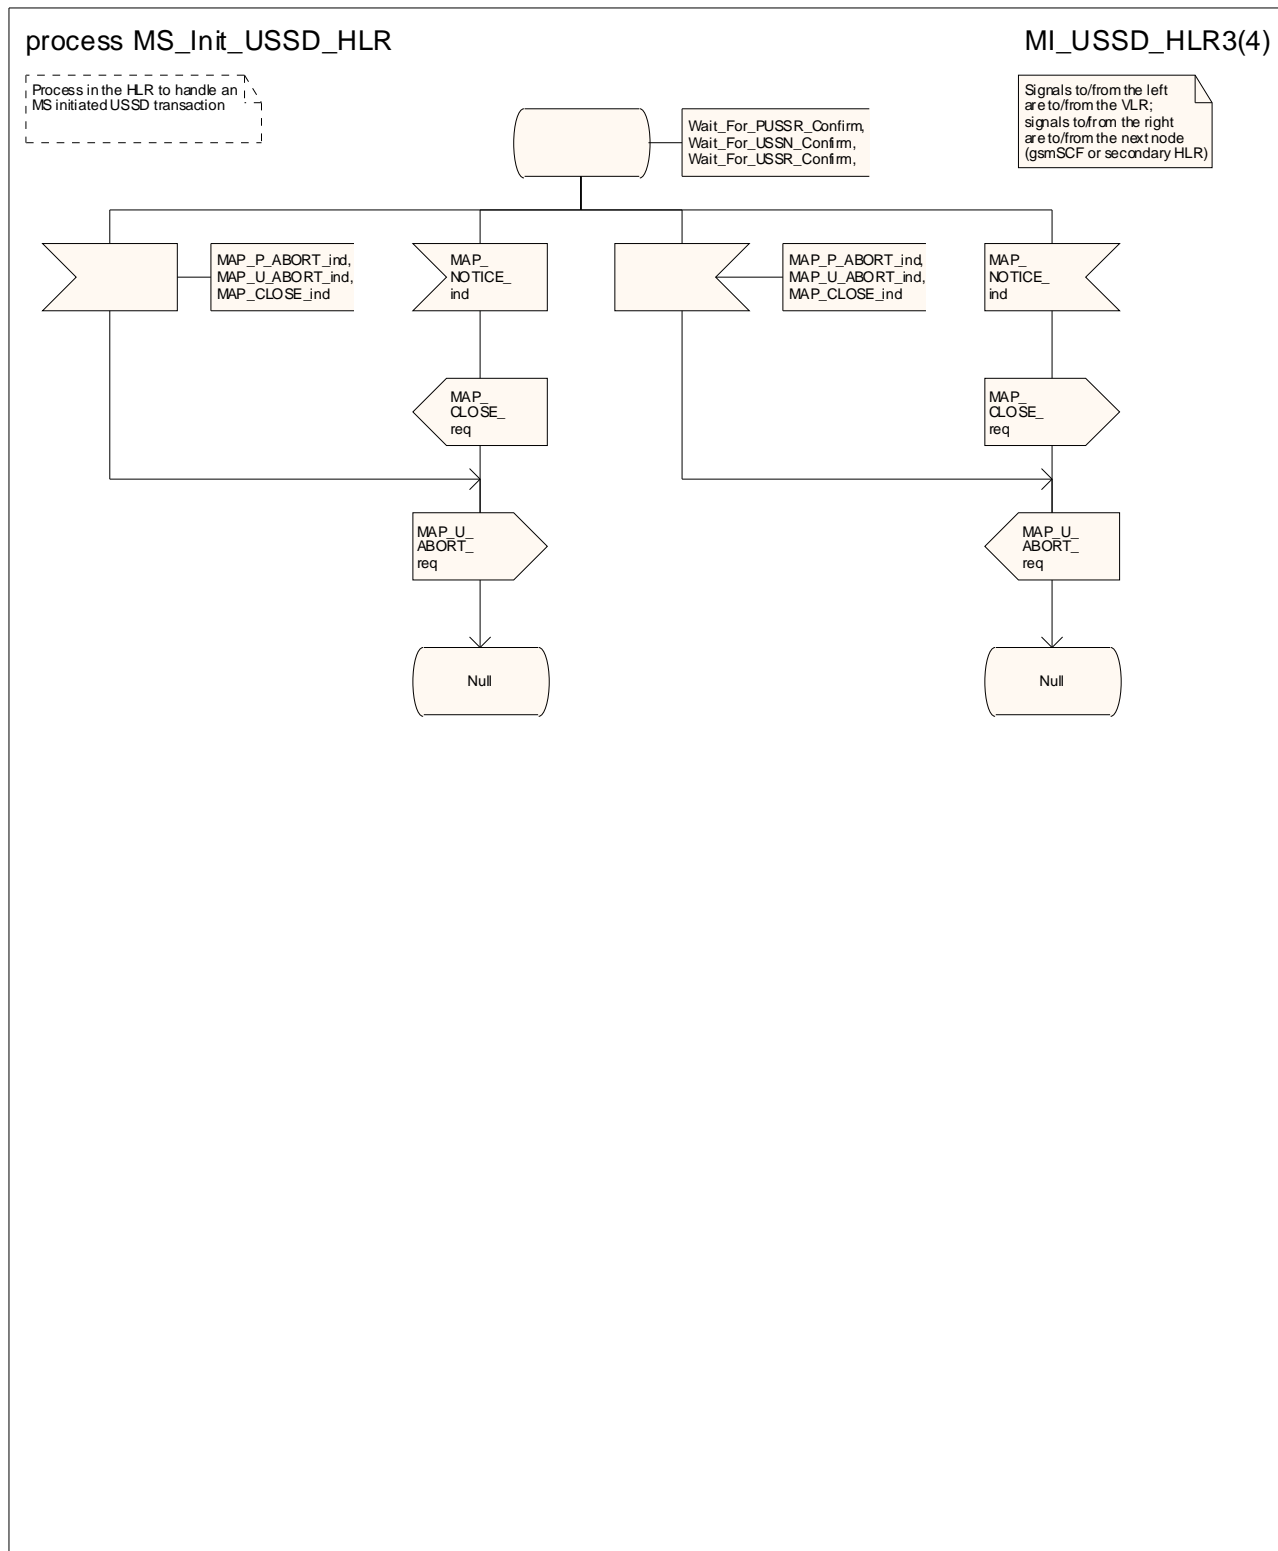 process MS_Init_USSD_HLR
MI_USSD_HLR3(4)
Process in the HLR to handle an
MS initiated USSD transaction
Signals to/from the left
are to/from the VLR;
signals to/from the right
are to/from the next node
(gsmSCF or secondary HLR)
Wait_For_PUSSR_Confirm,
Wait_For_USSN_Confirm,
Wait_For_USSR_Confirm,
MAP_P_ABORT_ind,
MAP_U_ABORT_ind,
MAP_CLOSE_ind
MAP_
NOTICE_
ind
MAP_P_ABORT_ind,
MAP_U_ABORT_ind,
MAP_CLOSE_ind
MAP_
NOTICE_
ind
MAP_
CLOSE_
req
MAP_
CLOSE_
req
MAP_U_
ABORT_
req
MAP_U_
ABORT_
req
Null
Null